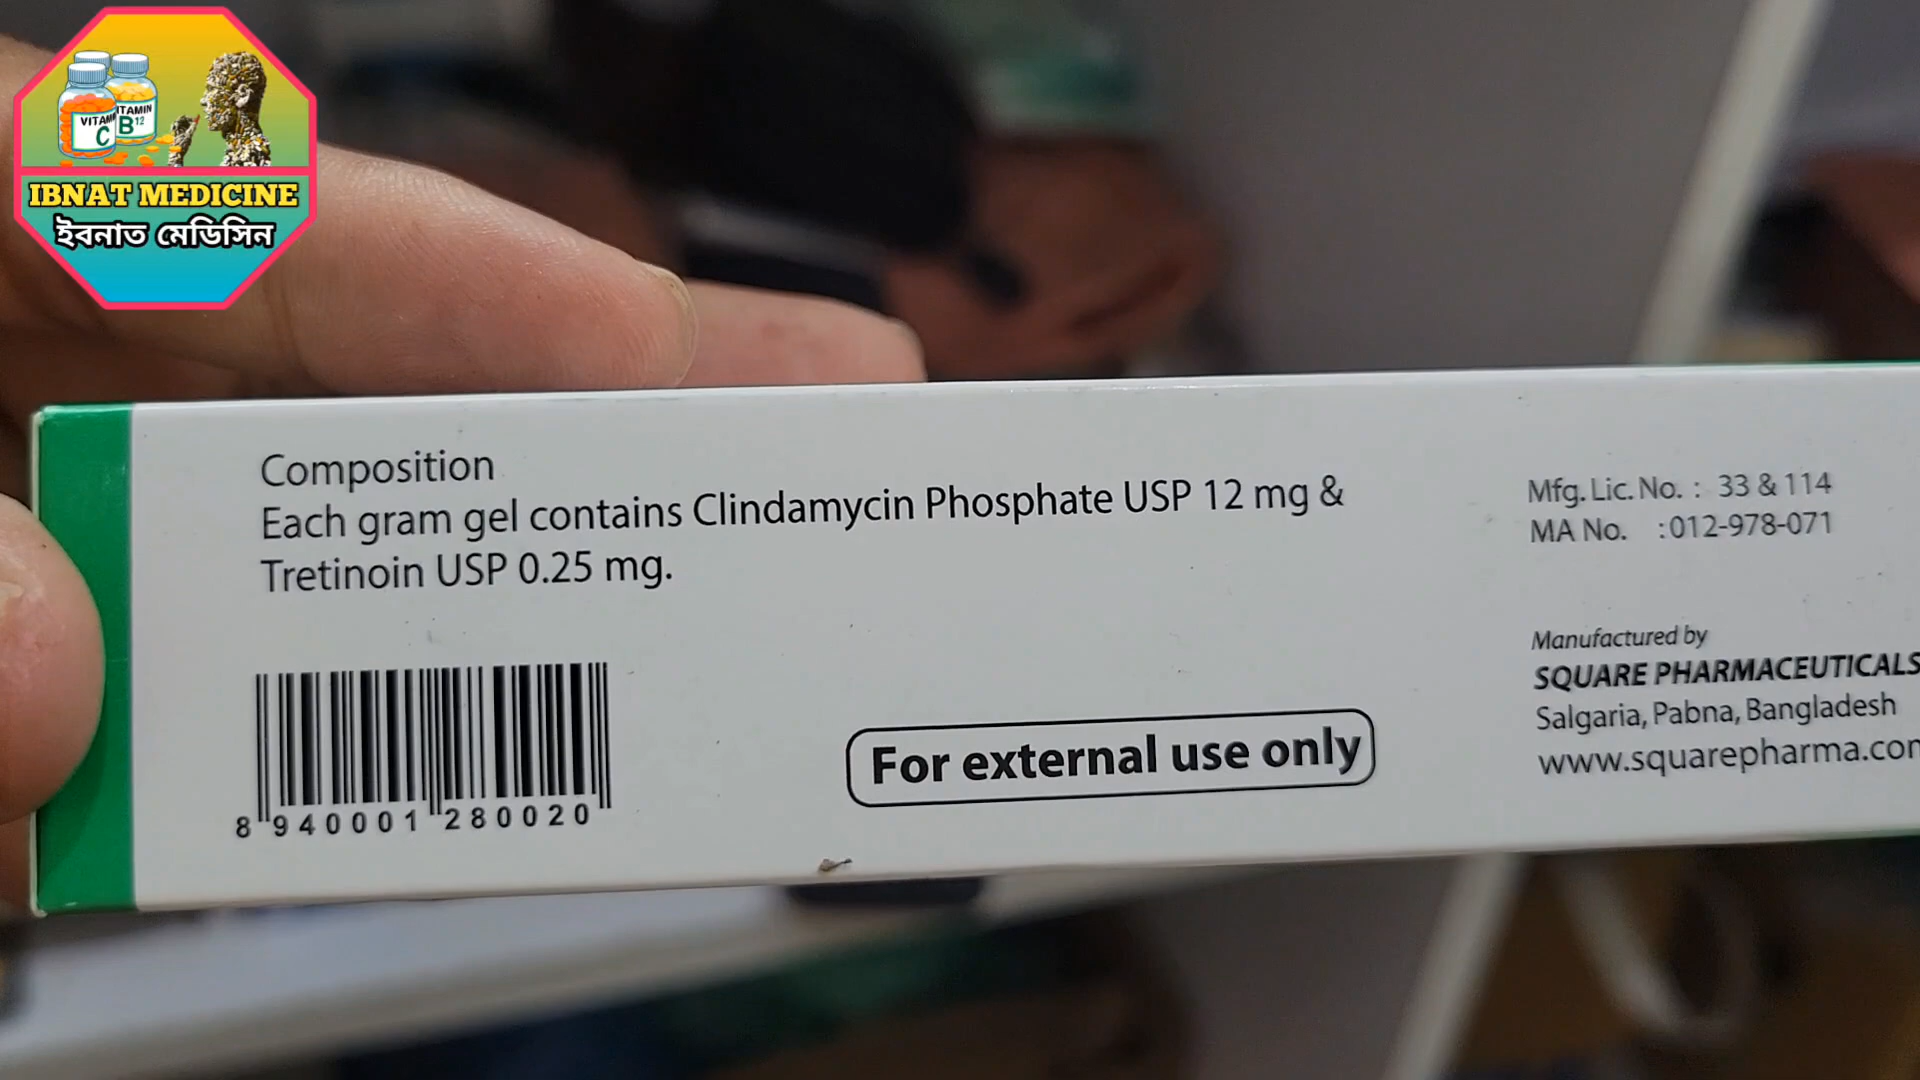 VITAM
C
ITAMIN
B12
IBNAT MEDICINE
ইবনাত মেডিসিন
Composition
Each gram gel contains Clindamycin Phosphate USP 12 mg &
Tretinoin USP 0.25 mg.
8 940001 280020
For external use only
Mfg. Lic. No. : 33 & 114
MA No. : 012-978-071
Manufactured by
SQUARE PHARMACEUTICALS
Salgaria, Pabna, Bangladesh
www.squarepharma.com